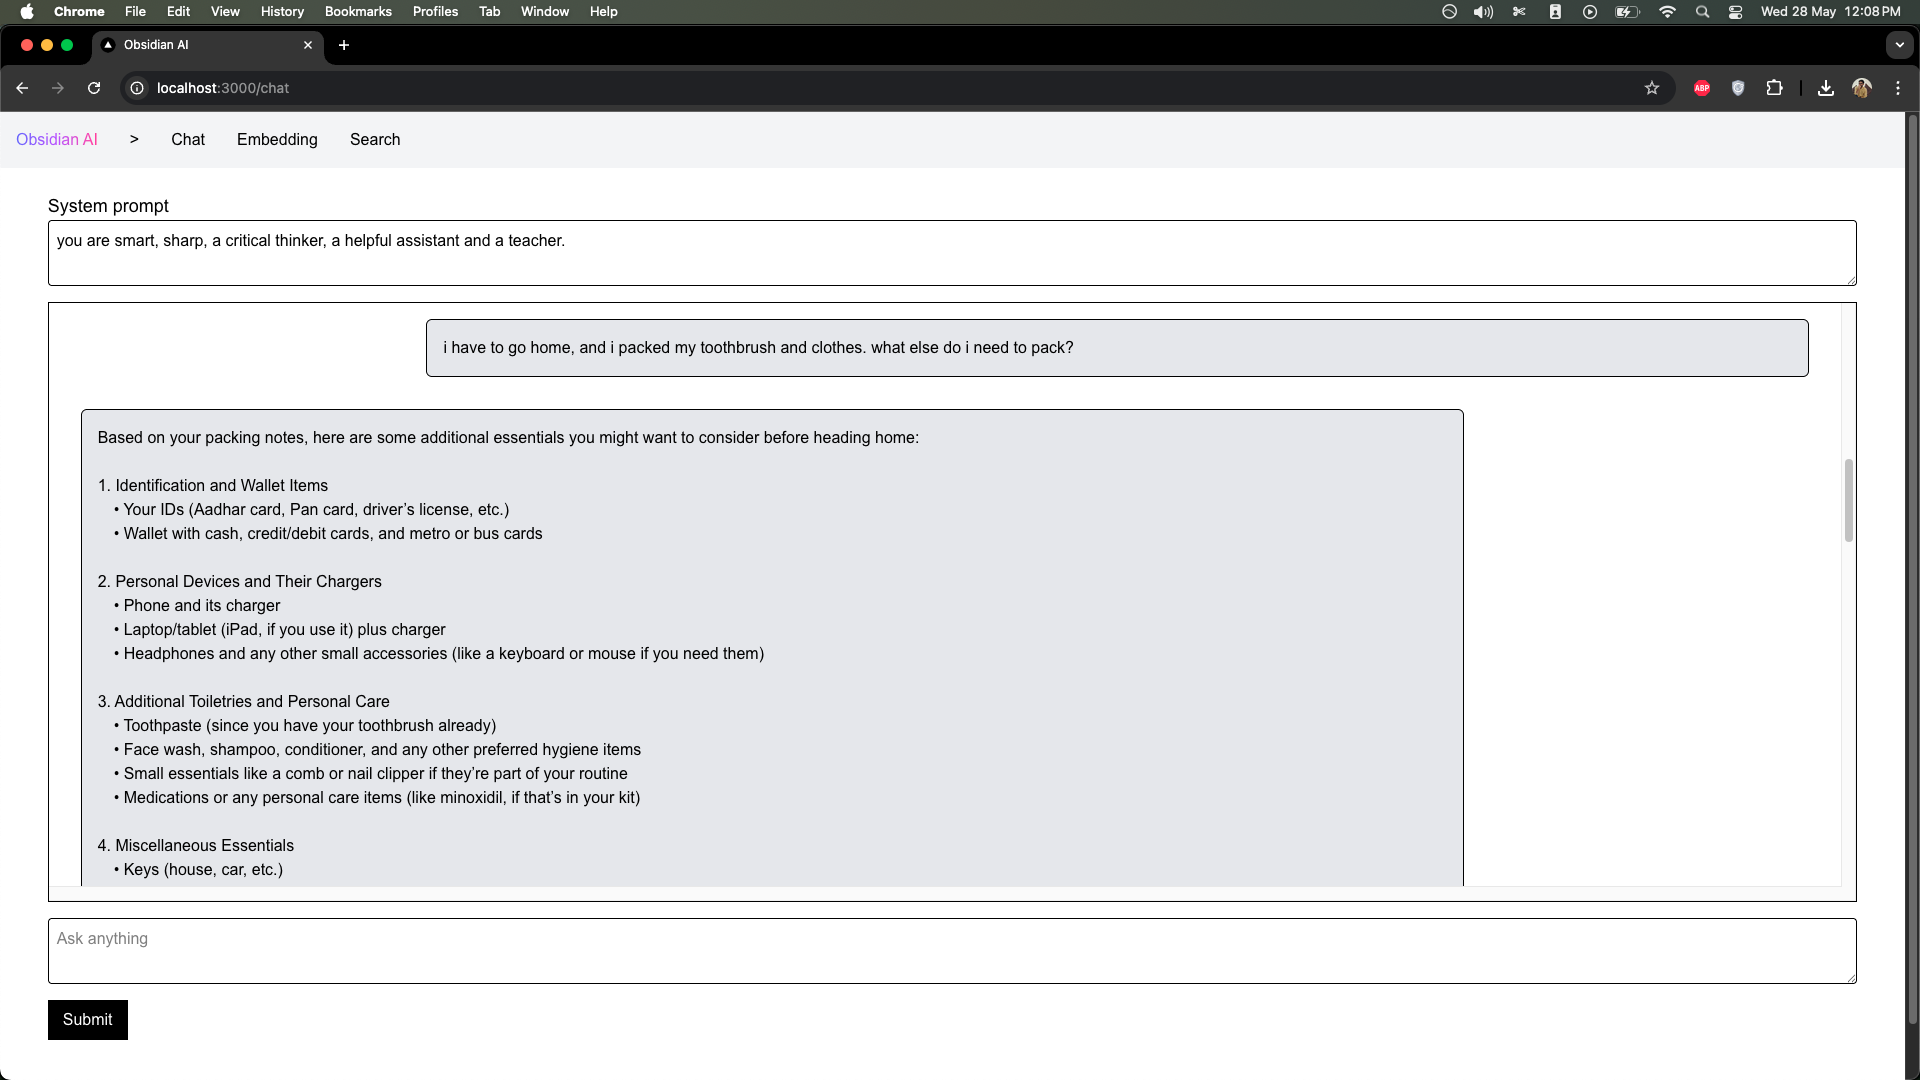 Chrome File Edit View History Bookmarks Profiles Tab Window Help Wed 28 May 12:08 PM
Obsidian AI
localhost:3000/chat
ABP
Obsidian AI > Chat Embedding Search
System prompt
you are smart, sharp, a critical thinker, a helpful assistant and a teacher.
i have to go home, and i packed my toothbrush and clothes. what else do i need to pack?
Based on your packing notes, here are some additional essentials you might want to consider before heading home:
1. Identification and Wallet Items
• Your IDs (Aadhar card, Pan card, driver’s license, etc.)
• Wallet with cash, credit/debit cards, and metro or bus cards
2. Personal Devices and Their Chargers
• Phone and its charger
• Laptop/tablet (iPad, if you use it) plus charger
• Headphones and any other small accessories (like a keyboard or mouse if you need them)
3. Additional Toiletries and Personal Care
• Toothpaste (since you have your toothbrush already)
• Face wash, shampoo, conditioner, and any other preferred hygiene items
• Small essentials like a comb or nail clipper if they’re part of your routine
• Medications or any personal care items (like minoxidil, if that’s in your kit)
4. Miscellaneous Essentials
• Keys (house, car, etc.)
Ask anything
Submit